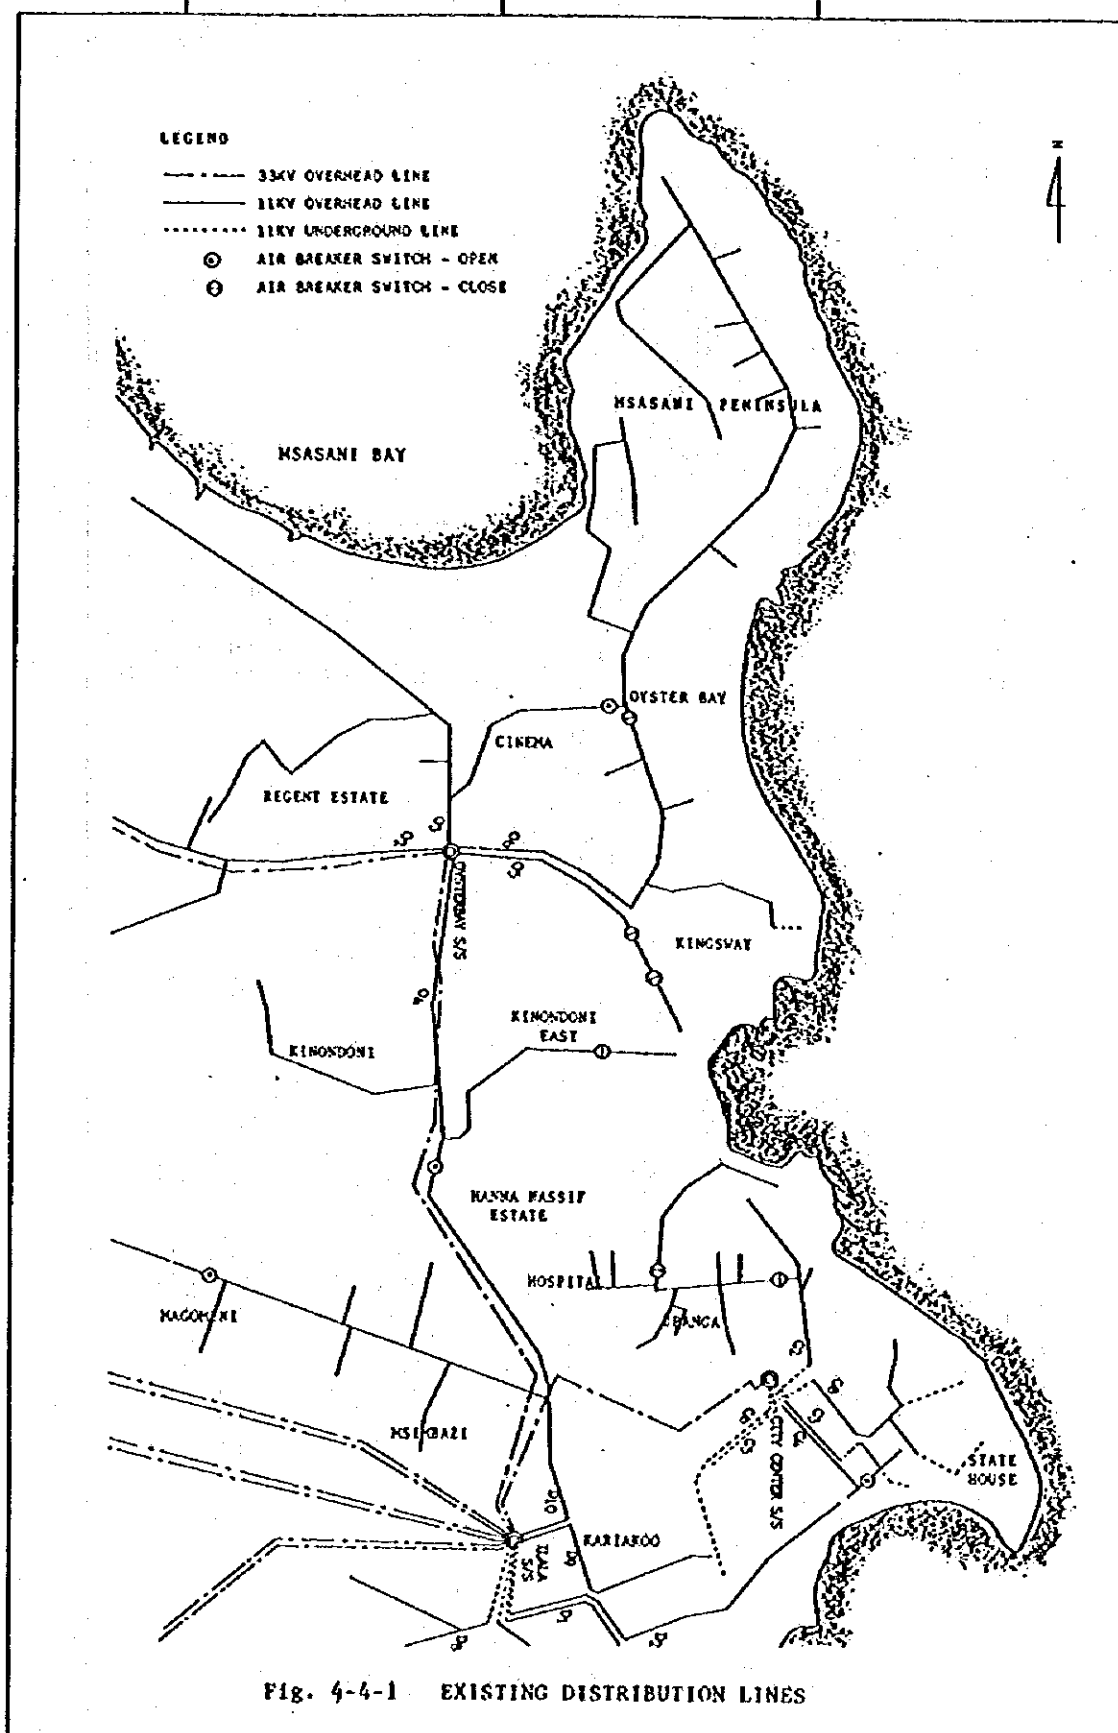 LEGEND
33KV OVERHEAD LINE
11KV OVERHEAD LINE
11KV UNDERGROUND LINE
AIR BREAKER SWITCH - OPEN
AIR BREAKER SWITCH - CLOSE
N
MSASANI PENINSULA
MSASANI BAY
OYSTER BAY
CINEMA
REGENT ESTATE
OYSTERBAY S/S
KINGSWAY
KINONDONI
EAST
KINONDONI
HANNA NASSIF
ESTATE
HOSPITAL
MAGOMENI
UPANGA
MSIMBAZI
CITY CENTER S/S
STATE
HOUSE
KARIAKOO
ILALA
S/S
Fig. 4-4-1 EXISTING DISTRIBUTION LINES